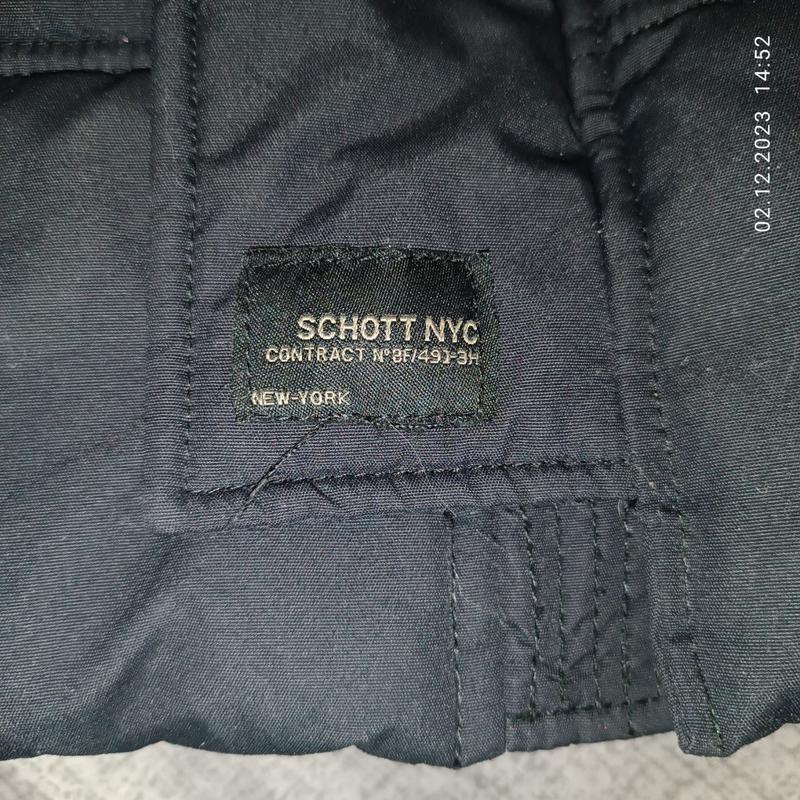 SCHOTT NYC
CONTRACT N°8F/491-3H
NEW-YORK
02.12.2023 14:52